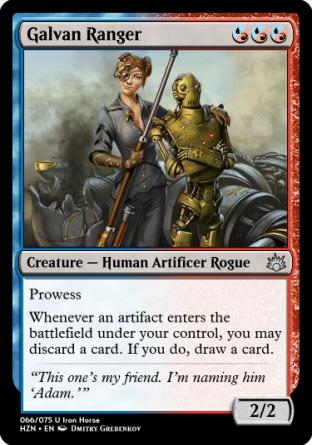 Galvan Ranger
Creature — Human Artificer Rogue
Prowess
Whenever an artifact enters the
battlefield under your control, you may
discard a card. If you do, draw a card.
“This one's my friend. I'm naming him
‘Adam.’”
2/2
066/075 U Iron Horse
HZN • EN Dmitry Grebenkov